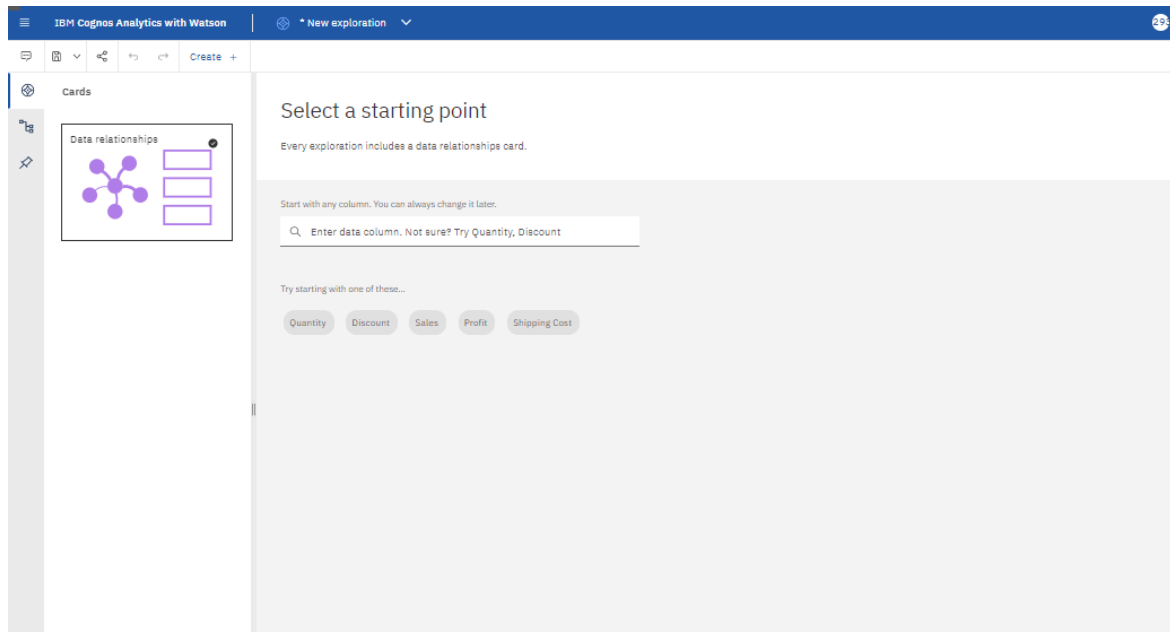 IBM Cognos Analytics with Watson
* New exploration
293
Create +
Cards
Data relationships
Select a starting point
Every exploration includes a data relationships card.
Start with any column. You can always change it later.
Enter data column. Not sure? Try Quantity, Discount
Try starting with one of these...
Quantity Discount Sales Profit Shipping Cost